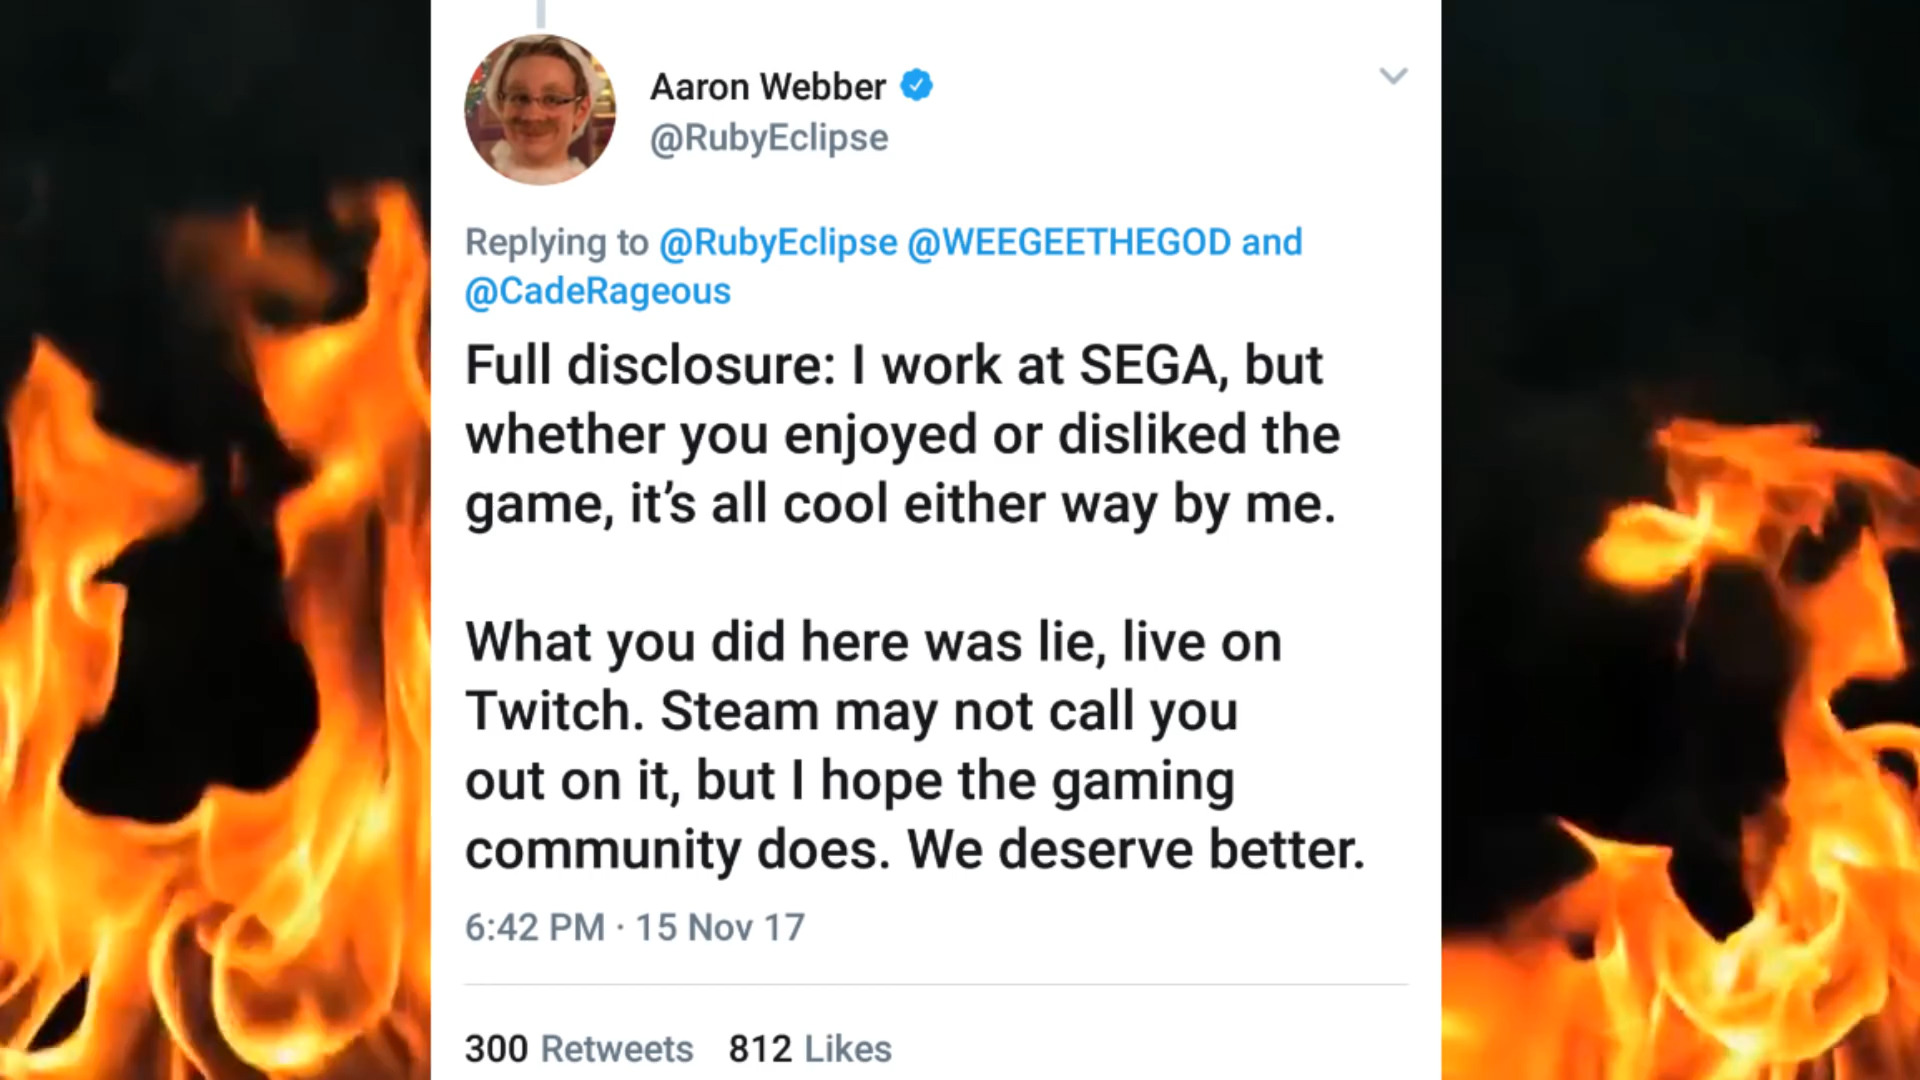 Aaron Webber
@RubyEclipse
Replying to @RubyEclipse @WEEGEETHEGOD and
@CadeRageous
Full disclosure: I work at SEGA, but
whether you enjoyed or disliked the
game, it’s all cool either way by me.
What you did here was lie, live on
Twitch. Steam may not call you
out on it, but I hope the gaming
community does. We deserve better.
6:42 PM · 15 Nov 17
300 Retweets 812 Likes